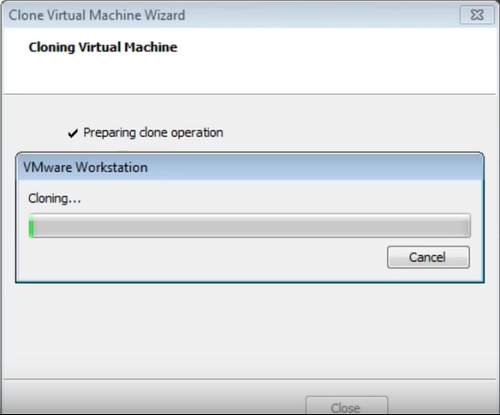 Clone Virtual Machine Wizard
Cloning Virtual Machine
Preparing clone operation
VMware Workstation
Cloning...
Cancel
Close